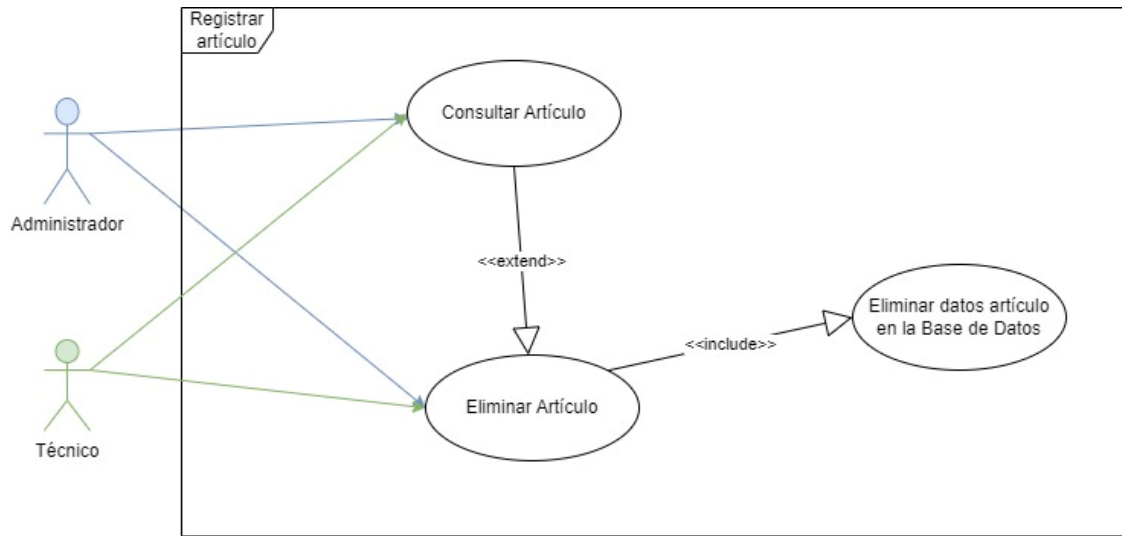 Registrar
artículo
Consultar Artículo
Administrador
<<extend>>
Eliminar datos artículo
en la Base de Datos
<<include>>
Eliminar Artículo
Técnico